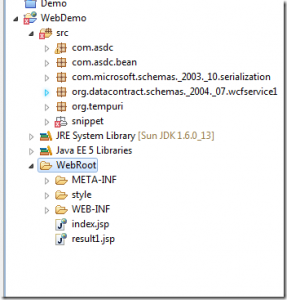 Demo
WebDemo
src
com.asdc
com.asdc.bean
com.microsoft.schemas._2003._10.serialization
org.datacontract.schemas._2004._07.wcfservice1
org.tempuri
snippet
JRE System Library [Sun JDK 1.6.0_13]
Java EE 5 Libraries
WebRoot
META-INF
style
WEB-INF
index.jsp
result1.jsp